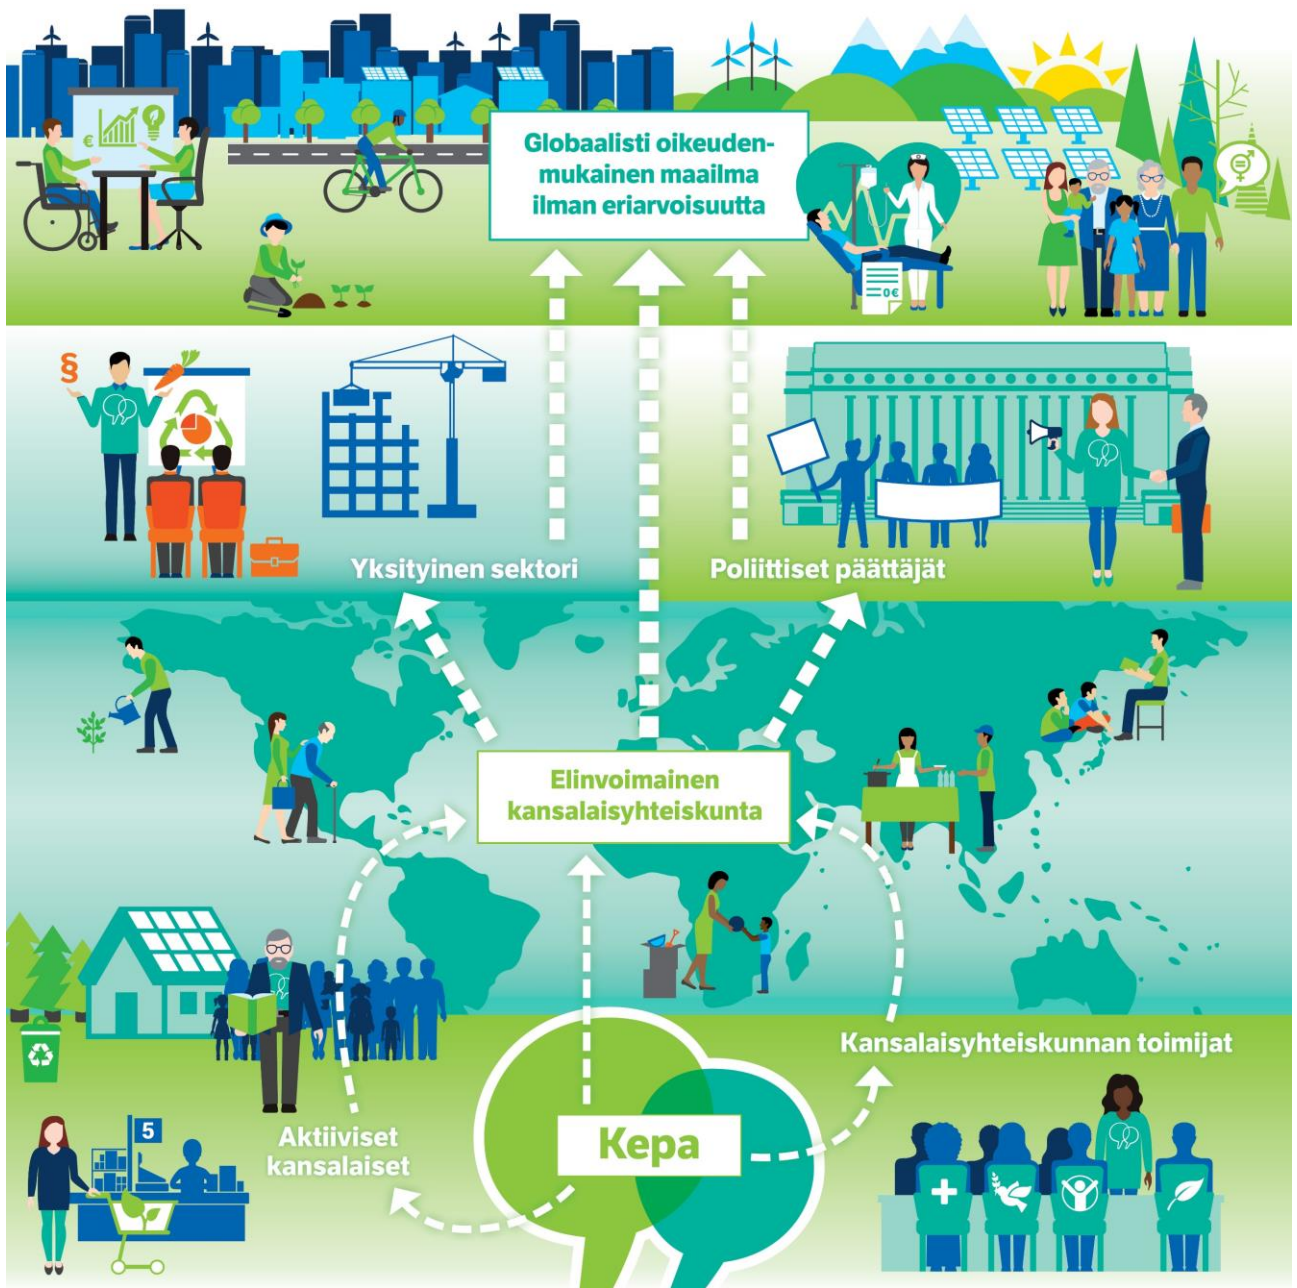 Globaalisti oikeuden-
mukainen maailma
ilman eriarvoisuutta
€
0€
§
Yksityinen sektori
Poliittiset päättäjät
Elinvoimainen
kansalaisyhteiskunta
Kansalaisyhteiskunnan toimijat
5
Aktiiviset
kansalaiset
Kepa